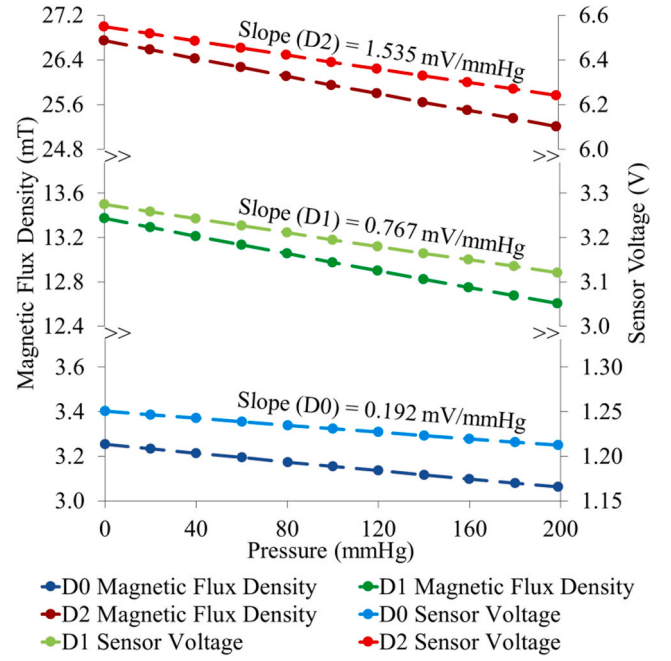 27.2
26.4
25.6
24.8
>>
13.6
13.2
12.8
12.4
>>
3.6
3.4
3.2
3.0
Magnetic Flux Density (mT)
Slope (D2) = 1.535 mV/mmHg
Slope (D1) = 0.767 mV/mmHg
Slope (D0) = 0.192 mV/mmHg
6.6
6.4
6.2
6.0
>>
3.3
3.2
3.1
3.0
>>
1.30
1.25
1.20
1.15
Sensor Voltage (V)
0 40 80 120 160 200
Pressure (mmHg)
D0 Magnetic Flux Density D1 Magnetic Flux Density
D2 Magnetic Flux Density D0 Sensor Voltage
D1 Sensor Voltage D2 Sensor Voltage